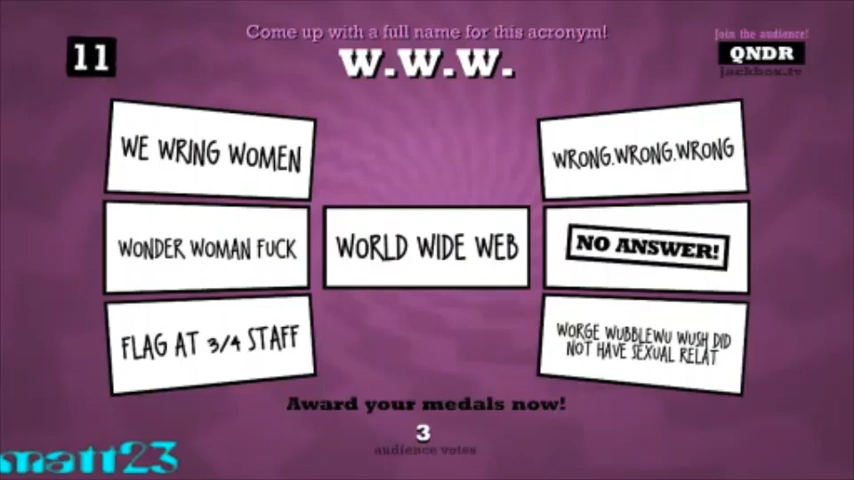 Come up with a full name for this acronym!
W.W.W.
11
Join the audience!
QNDR
jackbox.tv
WE WRING WOMEN
WRONG.WRONG.WRONG
WONDER WOMAN FUCK
WORLD WIDE WEB
NO ANSWER!
FLAG AT 3/4 STAFF
WORGE WUBBLEWU WUSH DID
NOT HAVE SEXUAL RELAT
Award your medals now!
3
audience votes
matt23